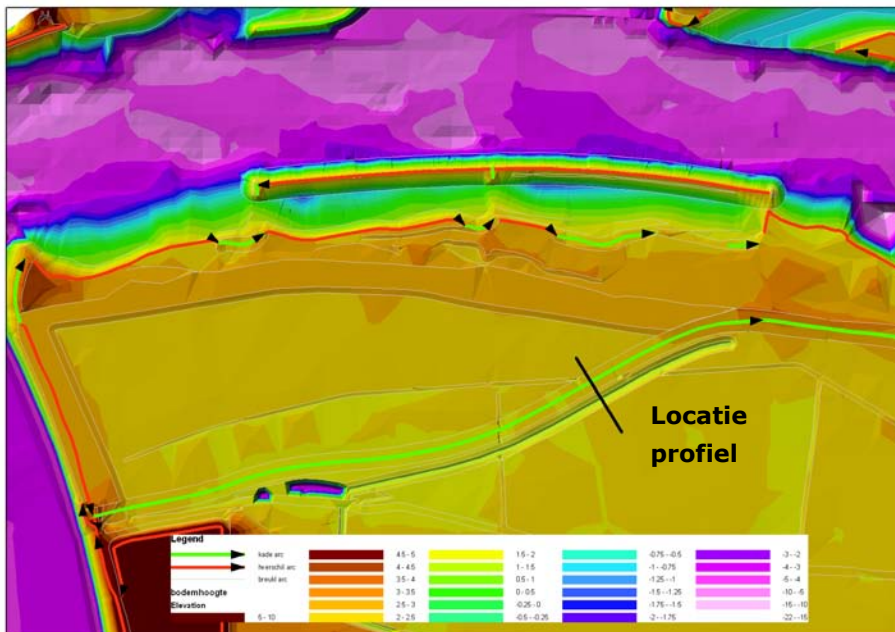 Locatie
profiel
Legend
kade arc
heerschil arc
breukl arc
bodemhoogte
Elevation
5 - 10
4.5 - 5
4 - 4.5
3.5 - 4
3 - 3.5
2.5 - 3
2 - 2.5
1.5 - 2
1 - 1.5
0.5 - 1
0 - 0.5
-0.25 - 0
-0.5 - -0.25
-0.75 - -0.5
-1 - -0.75
-1.25 - -1
-1.5 - -1.25
-1.75 - -1.5
-2 - -1.75
-3 - -2
-4 - -3
-5 - -4
-10 - -5
-15 - -10
-22 - -15